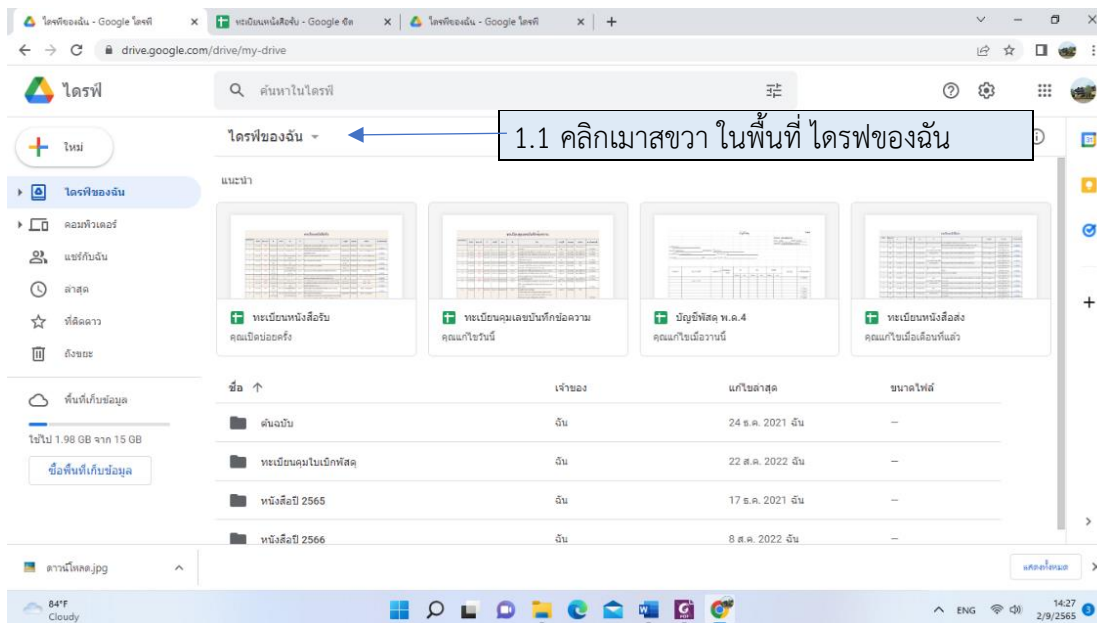 ไดรฟ์ของฉัน - Google ไดรฟ์
ทะเบียนหนังสือรับ - Google ชีต
ไดรฟ์ของฉัน - Google ไดรฟ์
drive.google.com/drive/my-drive
ไดรฟ์
ค้นหาในไดรฟ์
ใหม่
ไดรฟ์ของฉัน
1.1 คลิกเมาสขวา ในพื้นที่ ไดรฟของฉัน
ไดรฟ์ของฉัน
คอมพิวเตอร์
แชร์กับฉัน
ล่าสุด
ที่ติดดาว
ถังขยะ
พื้นที่เก็บข้อมูล
ใช้ไป 1.98 GB จาก 15 GB
ซื้อพื้นที่เก็บข้อมูล
แนะนำ
ทะเบียนหนังสือรับ
คุณเปิดบ่อยครั้ง
ทะเบียนคุมเลขบันทึกข้อความ
คุณแก้ไขวันนี้
บัญชีพัสดุ พ.ด.4
คุณแก้ไขเมื่อวานนี้
ทะเบียนหนังสือส่ง
คุณแก้ไขเมื่อเดือนที่แล้ว
ชื่อ เจ้าของ แก้ไขล่าสุด ขนาดไฟล์
ต้นฉบับ ฉัน 24 ธ.ค. 2021 ฉัน –
ทะเบียนคุมใบเบิกพัสดุ ฉัน 22 ส.ค. 2022 ฉัน –
หนังสือปี 2565 ฉัน 17 ธ.ค. 2021 ฉัน –
หนังสือปี 2566 ฉัน 8 ส.ค. 2022 ฉัน –
ดาวน์โหลด.jpg
แสดงทั้งหมด
84°F
Cloudy
ENG
14:27
2/9/2565
3